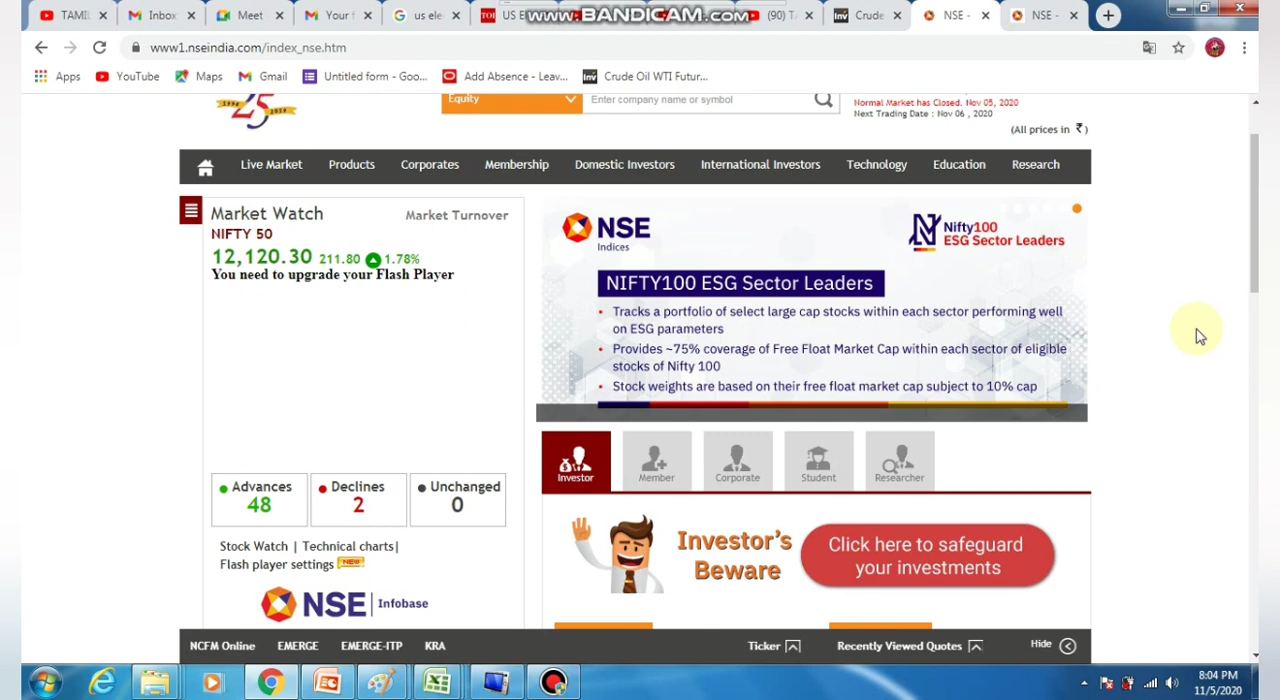 TAMIL
Inbox
Meet
Your f
us ele
TOI
US E
www.BANDICAM.com
(90) T
Inv
Crude
NSE -
NSE -
www1.nseindia.com/index_nse.htm
Apps
YouTube
Maps
Gmail
Untitled form - Goo...
Add Absence - Leav...
Inv
Crude Oil WTI Futur...
25
Equity
Enter company name or symbol
Normal Market has Closed. Nov 05, 2020
Next Trading Date : Nov 06 , 2020
(All prices in ₹)
Live Market
Products
Corporates
Membership
Domestic Investors
International Investors
Technology
Education
Research
Market Watch
Market Turnover
NIFTY 50
12,120.30 211.80 1.78%
You need to upgrade your Flash Player
Advances
48
Declines
2
Unchanged
0
Stock Watch | Technical charts|
Flash player settings NEW
NSE | Infobase
NSE
Indices
Nifty100
ESG Sector Leaders
NIFTY100 ESG Sector Leaders
• Tracks a portfolio of select large cap stocks within each sector performing well
on ESG parameters
• Provides ~75% coverage of Free Float Market Cap within each sector of eligible
stocks of Nifty 100
• Stock weights are based on their free float market cap subject to 10% cap
Investor
Member
Corporate
Student
Researcher
Investor's
Beware
Click here to safeguard
your investments
NCFM Online
EMERGE
EMERGE-ITP
KRA
Ticker
Recently Viewed Quotes
Hide
8:04 PM
11/5/2020